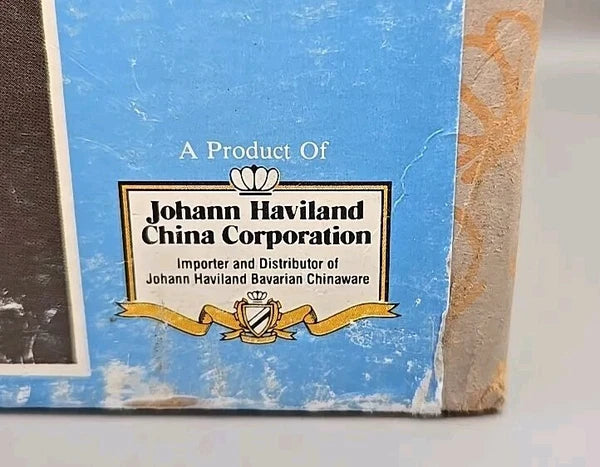 A Product Of
Johann Haviland
China Corporation
Importer and Distributor of
Johann Haviland Bavarian Chinaware